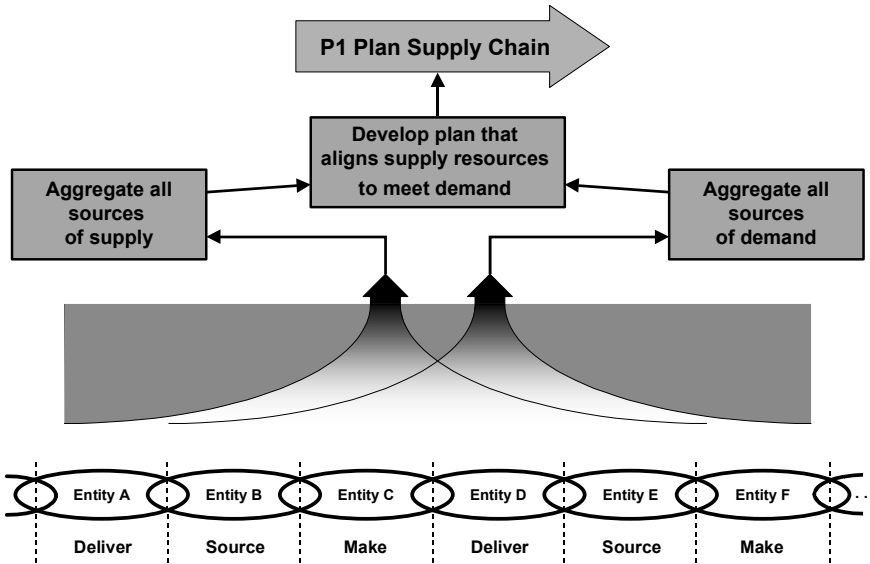 P1 Plan Supply Chain
Develop plan that
aligns supply resources
to meet demand
Aggregate all
sources
of supply
Aggregate all
sources
of demand
Entity A
Entity B
Entity C
Entity D
Entity E
Entity F
. .
Deliver
Source
Make
Deliver
Source
Make